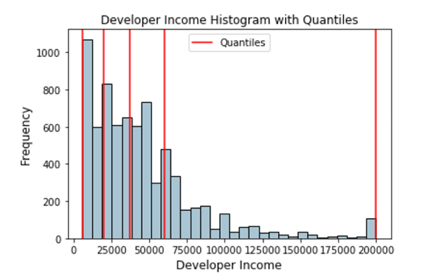 Developer Income Histogram with Quantiles
Quantiles
Frequency
1000
800
600
400
200
0
0 25000 50000 75000 100000 125000 150000 175000 200000
Developer Income